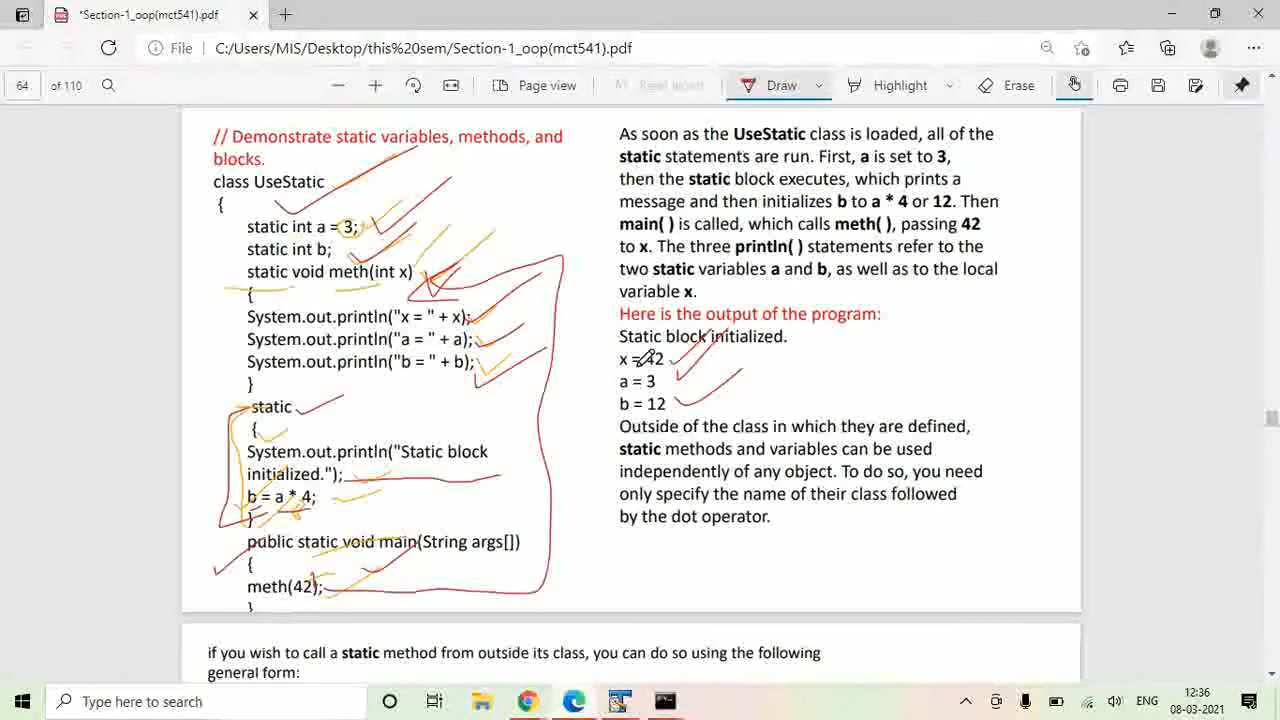 *Section-1_oop(mct541).pdf
File C:/Users/MIS/Desktop/this%20sem/Section-1_oop(mct541).pdf
64 of 110 Page view Read aloud Draw Highlight Erase
// Demonstrate static variables, methods, and
blocks.
class UseStatic
{
static int a = 3;
static int b;
static void meth(int x)
{
System.out.println("x = " + x);
System.out.println("a = " + a);
System.out.println("b = " + b);
}
static
{
System.out.println("Static block
initialized.");
b = a * 4;
}
public static void main(String args[])
{
meth(42);
}
As soon as the UseStatic class is loaded, all of the
static statements are run. First, a is set to 3,
then the static block executes, which prints a
message and then initializes b to a * 4 or 12. Then
main( ) is called, which calls meth( ), passing 42
to x. The three println( ) statements refer to the
two static variables a and b, as well as to the local
variable x.
Here is the output of the program:
Static block initialized.
x = 42
a = 3
b = 12
Outside of the class in which they are defined,
static methods and variables can be used
independently of any object. To do so, you need
only specify the name of their class followed
by the dot operator.
if you wish to call a static method from outside its class, you can do so using the following
general form:
Type here to search
ENG
12:36
08-03-2021